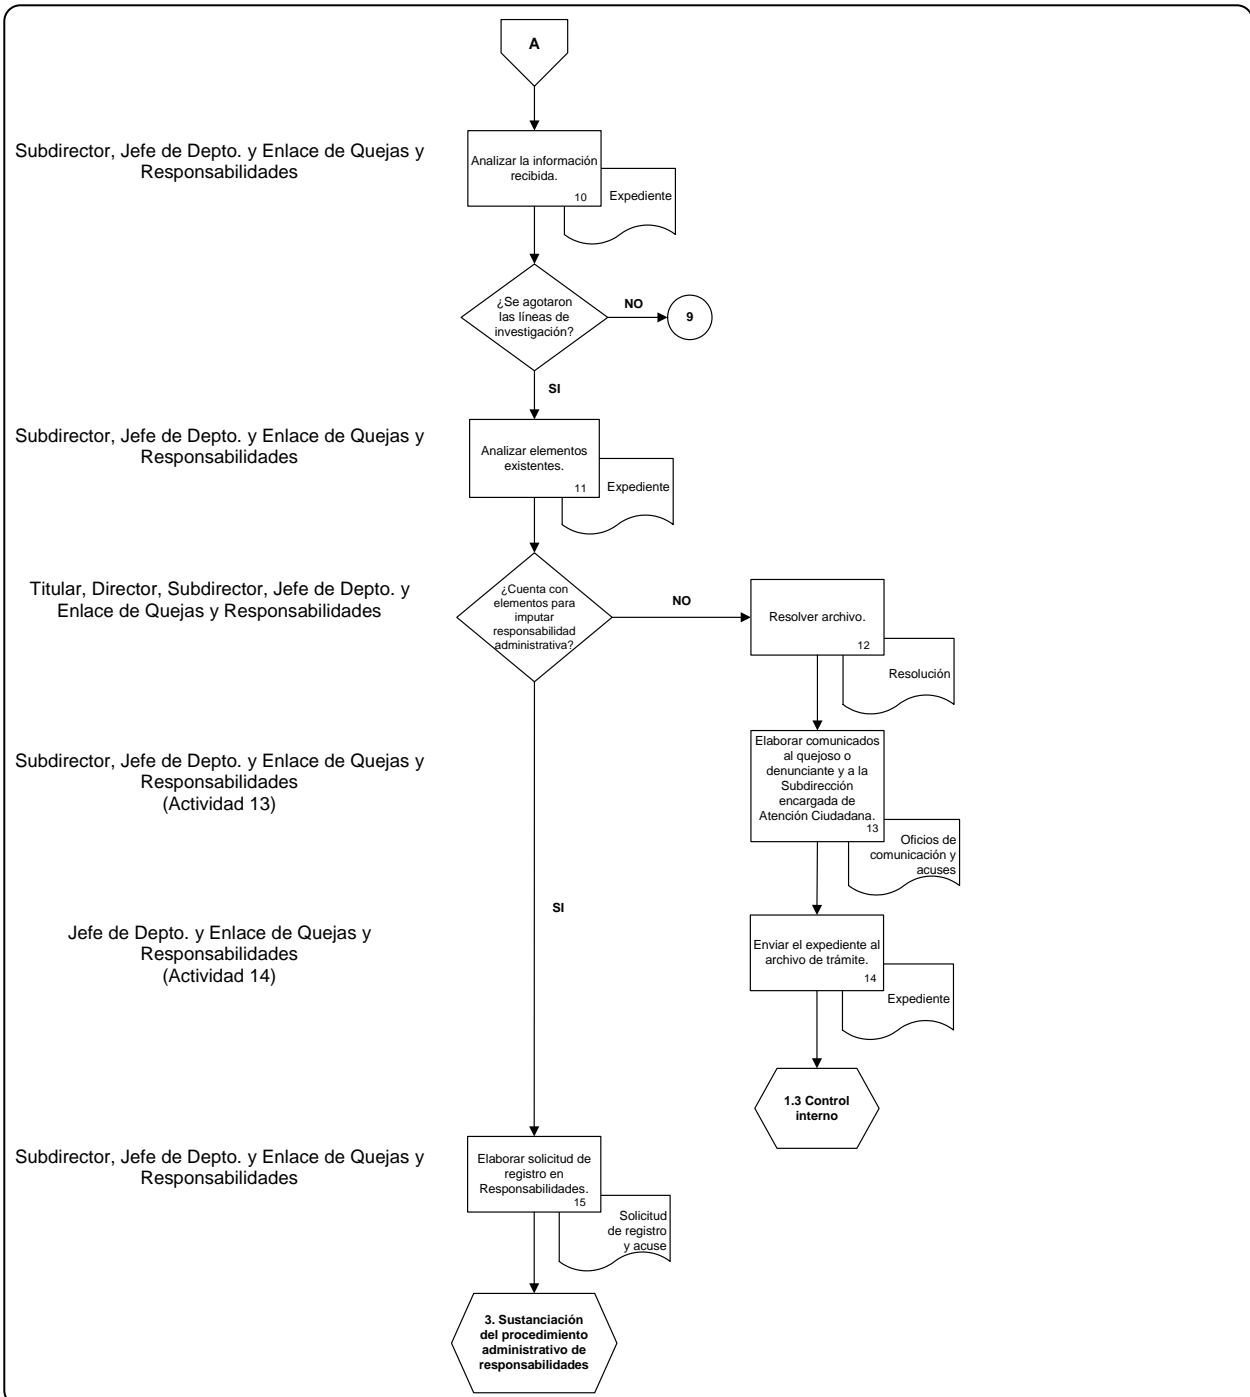 A
Subdirector, Jefe de Depto. y Enlace de Quejas y
Responsabilidades
Analizar la información
recibida.
10
Expediente
¿Se agotaron
las líneas de
investigación?
NO
9
SI
Subdirector, Jefe de Depto. y Enlace de Quejas y
Responsabilidades
Analizar elementos
existentes.
11
Expediente
Titular, Director, Subdirector, Jefe de Depto. y
Enlace de Quejas y Responsabilidades
¿Cuenta con
elementos para
imputar
responsabilidad
administrativa?
NO
Resolver archivo.
12
Resolución
Subdirector, Jefe de Depto. y Enlace de Quejas y
Responsabilidades
(Actividad 13)
Elaborar comunicados
al quejoso o
denunciante y a la
Subdirección
encargada de
Atención Ciudadana.
13
Oficios de
comunicación y
acuses
SI
Jefe de Depto. y Enlace de Quejas y
Responsabilidades
(Actividad 14)
Enviar el expediente al
archivo de trámite.
14
Expediente
1.3 Control
interno
Subdirector, Jefe de Depto. y Enlace de Quejas y
Responsabilidades
Elaborar solicitud de
registro en
Responsabilidades.
15
Solicitud
de registro
y acuse
3. Sustanciación
del procedimiento
administrativo de
responsabilidades